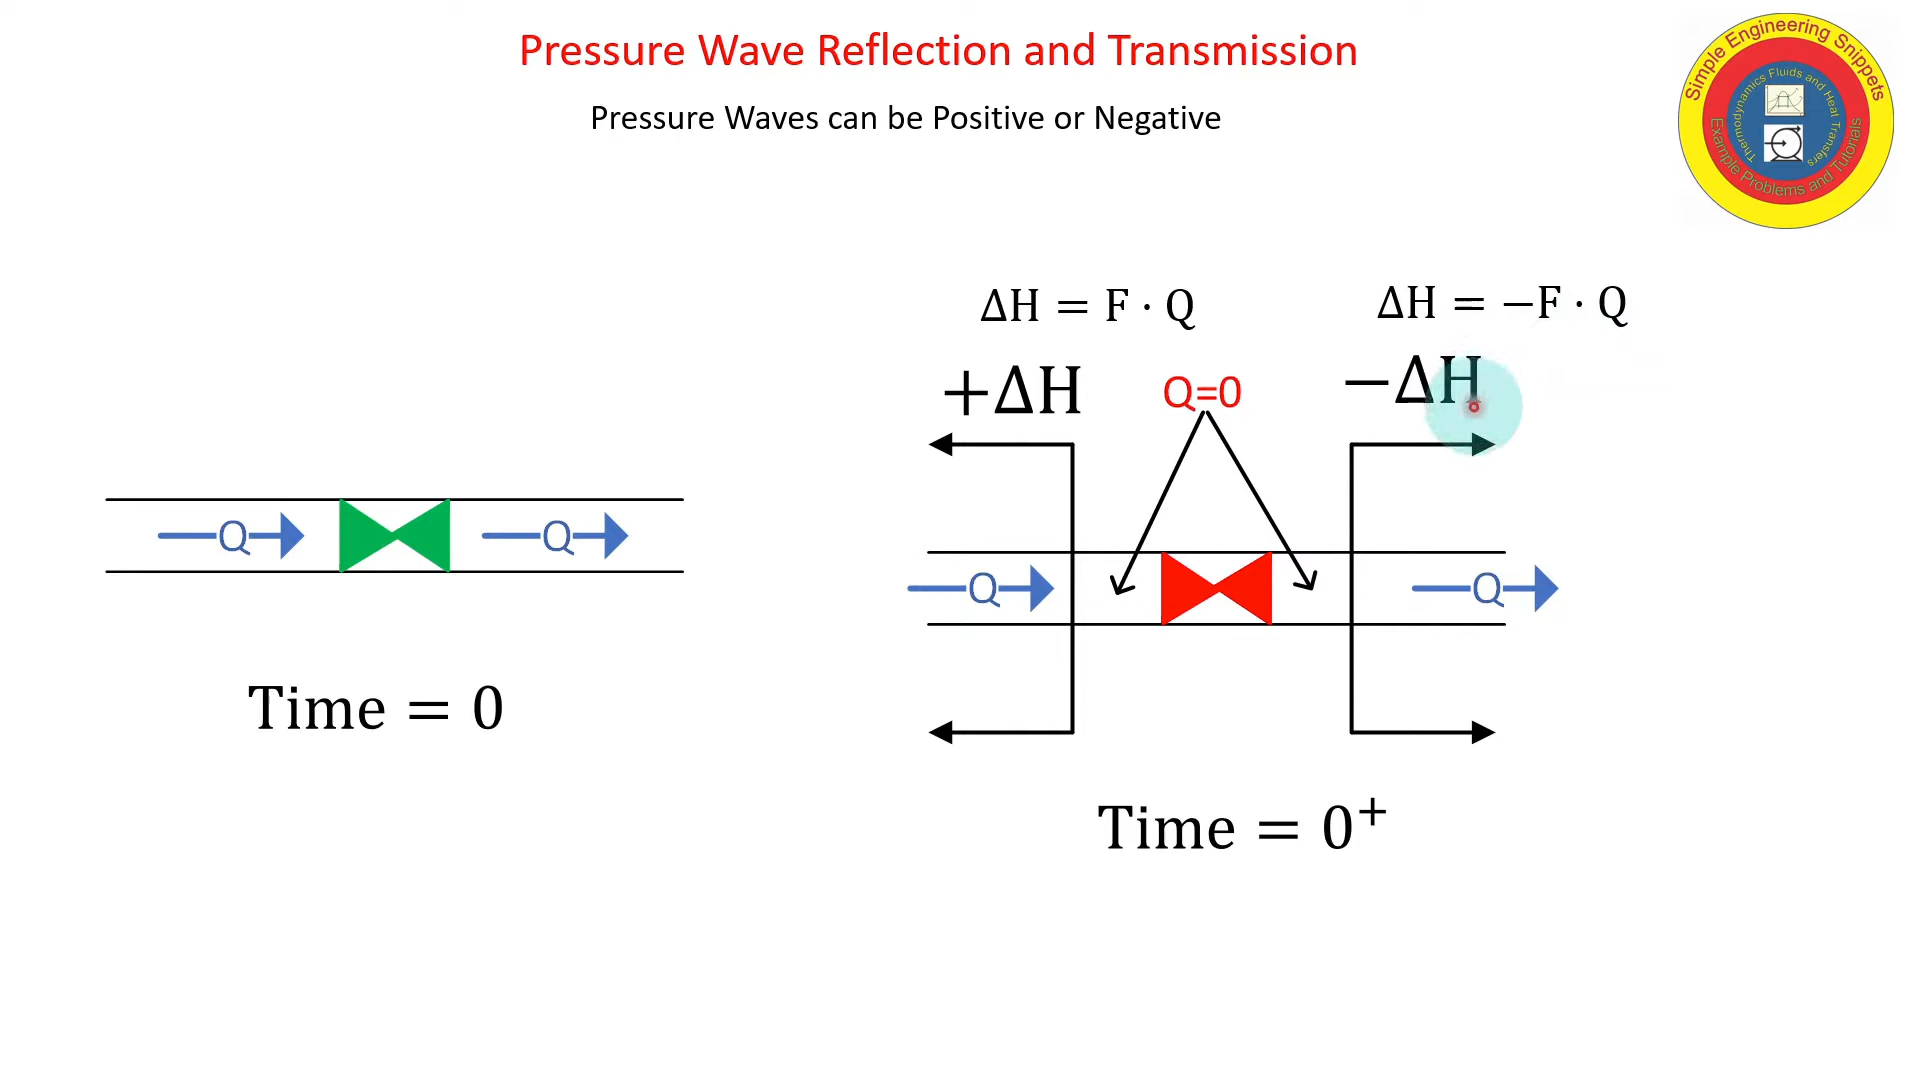 Pressure Wave Reflection and Transmission
Pressure Waves can be Positive or Negative
Simple Engineering Snippets
Thermodynamics Fluids and Heat Transfers
Example Problems and Tutorials
ΔH = F · Q
ΔH = −F · Q
+ΔH
Q=0
−ΔH
Q
Q
Q
Q
Time = 0
Time = 0⁺